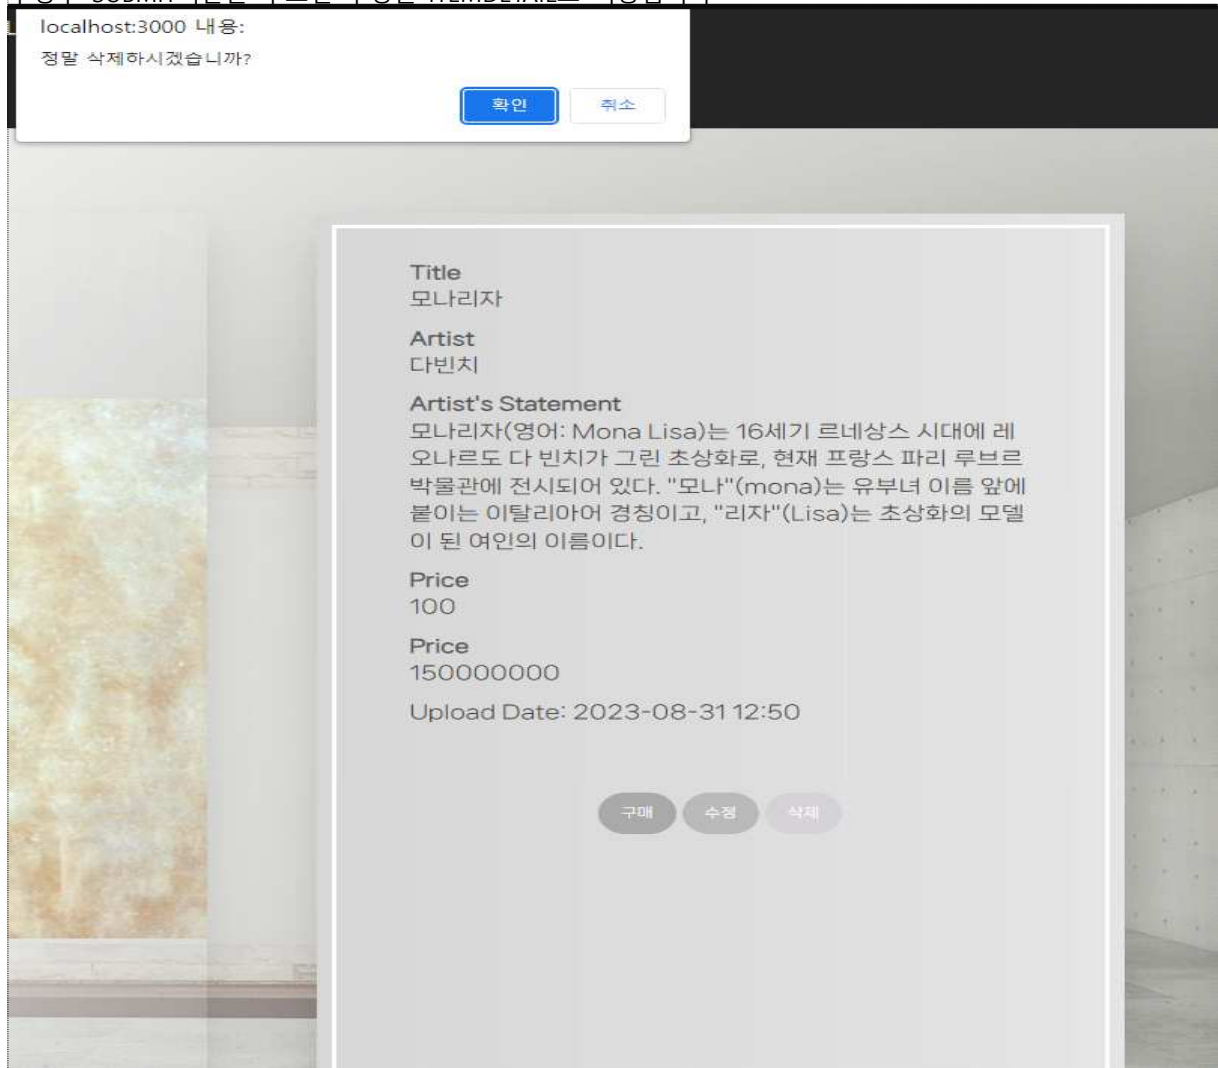 localhost:3000 내용:
정말 삭제하시겠습니까?
확인 취소
Title
모나리자
Artist
다빈치
Artist's Statement
모나리자(영어: Mona Lisa)는 16세기 르네상스 시대에 레
오나르도 다 빈치가 그린 초상화로, 현재 프랑스 파리 루브르
박물관에 전시되어 있다. "모나"(mona)는 유부녀 이름 앞에
붙이는 이탈리아어 경칭이고, "리자"(Lisa)는 초상화의 모델
이 된 여인의 이름이다.
Price
100
Price
150000000
Upload Date: 2023-08-31 12:50
구매 수정 삭제